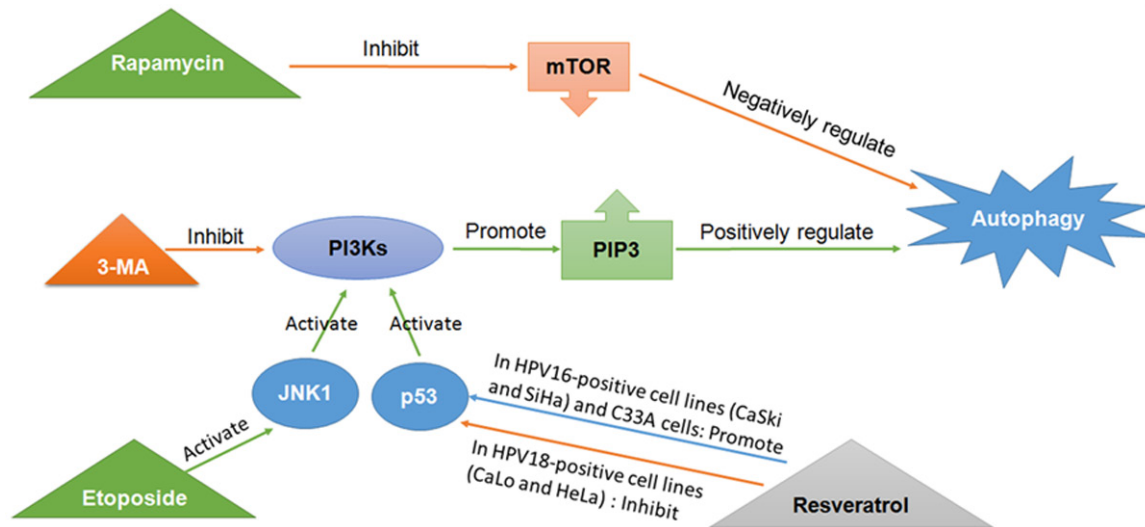 Rapamycin
Inhibit
mTOR
Negatively regulate
Autophagy
3-MA
Inhibit
PI3Ks
Promote
PIP3
Positively regulate
Activate
Activate
JNK1
p53
In HPV16-positive cell lines (CaSki
and SiHa) and C33A cells: Promote
Activate
In HPV18-positive cell lines
(CaLo and HeLa) : Inhibit
Etoposide
Resveratrol